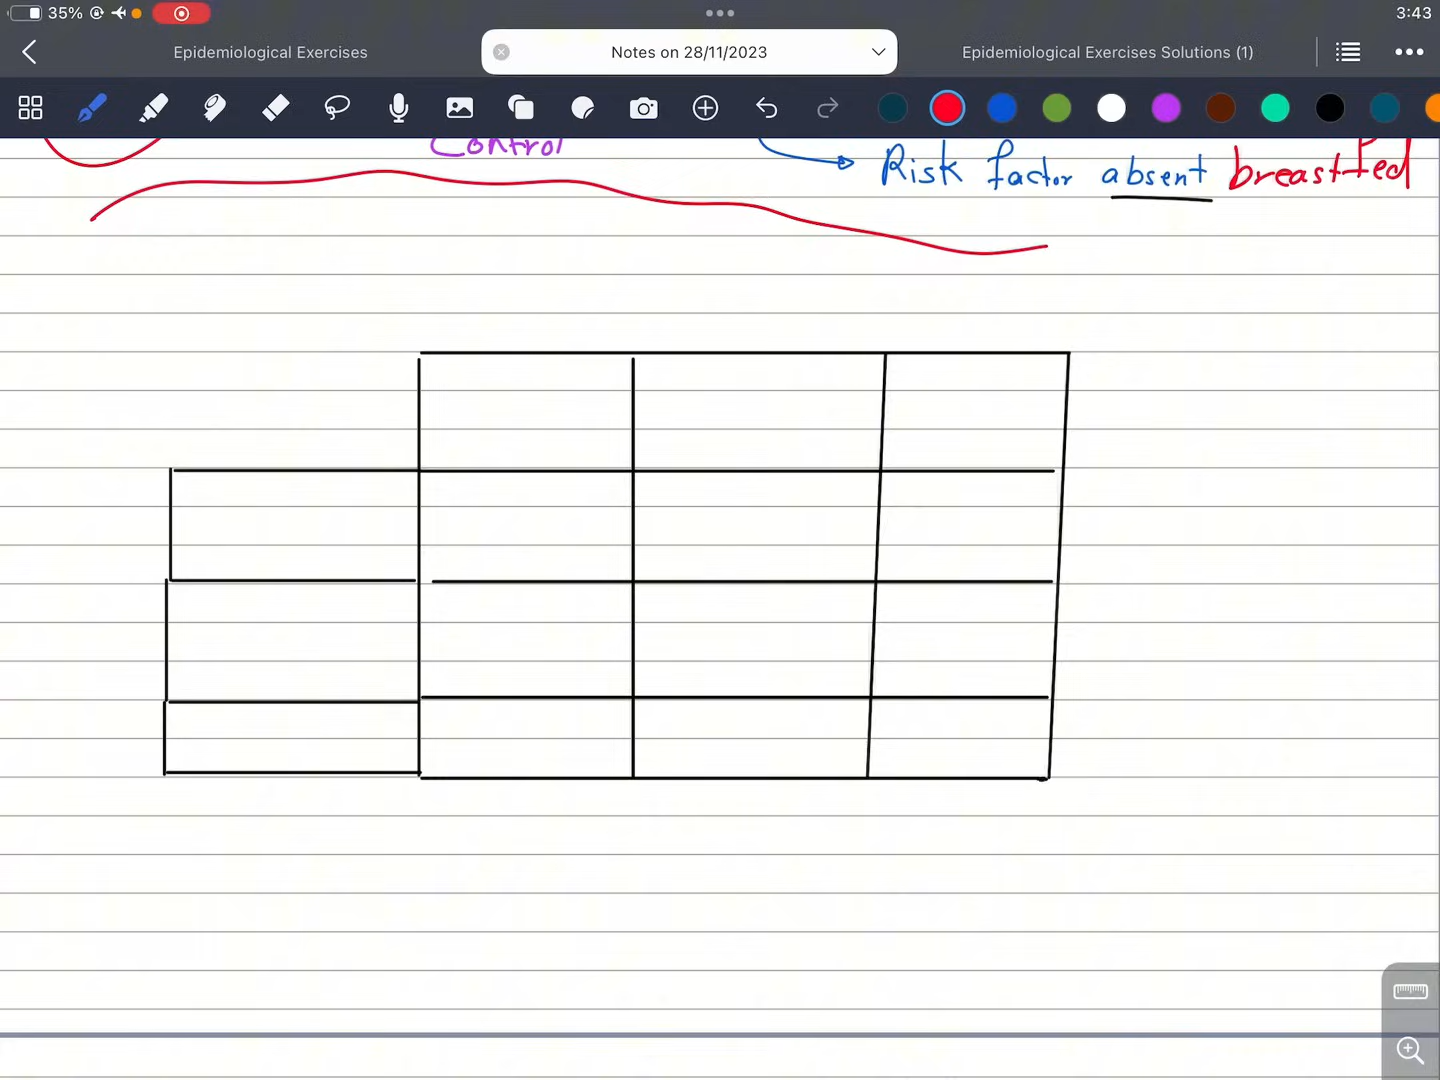 35% 3:43
Epidemiological Exercises Notes on 28/11/2023 Epidemiological Exercises Solutions (1)
Control
Risk factor absent breastfed